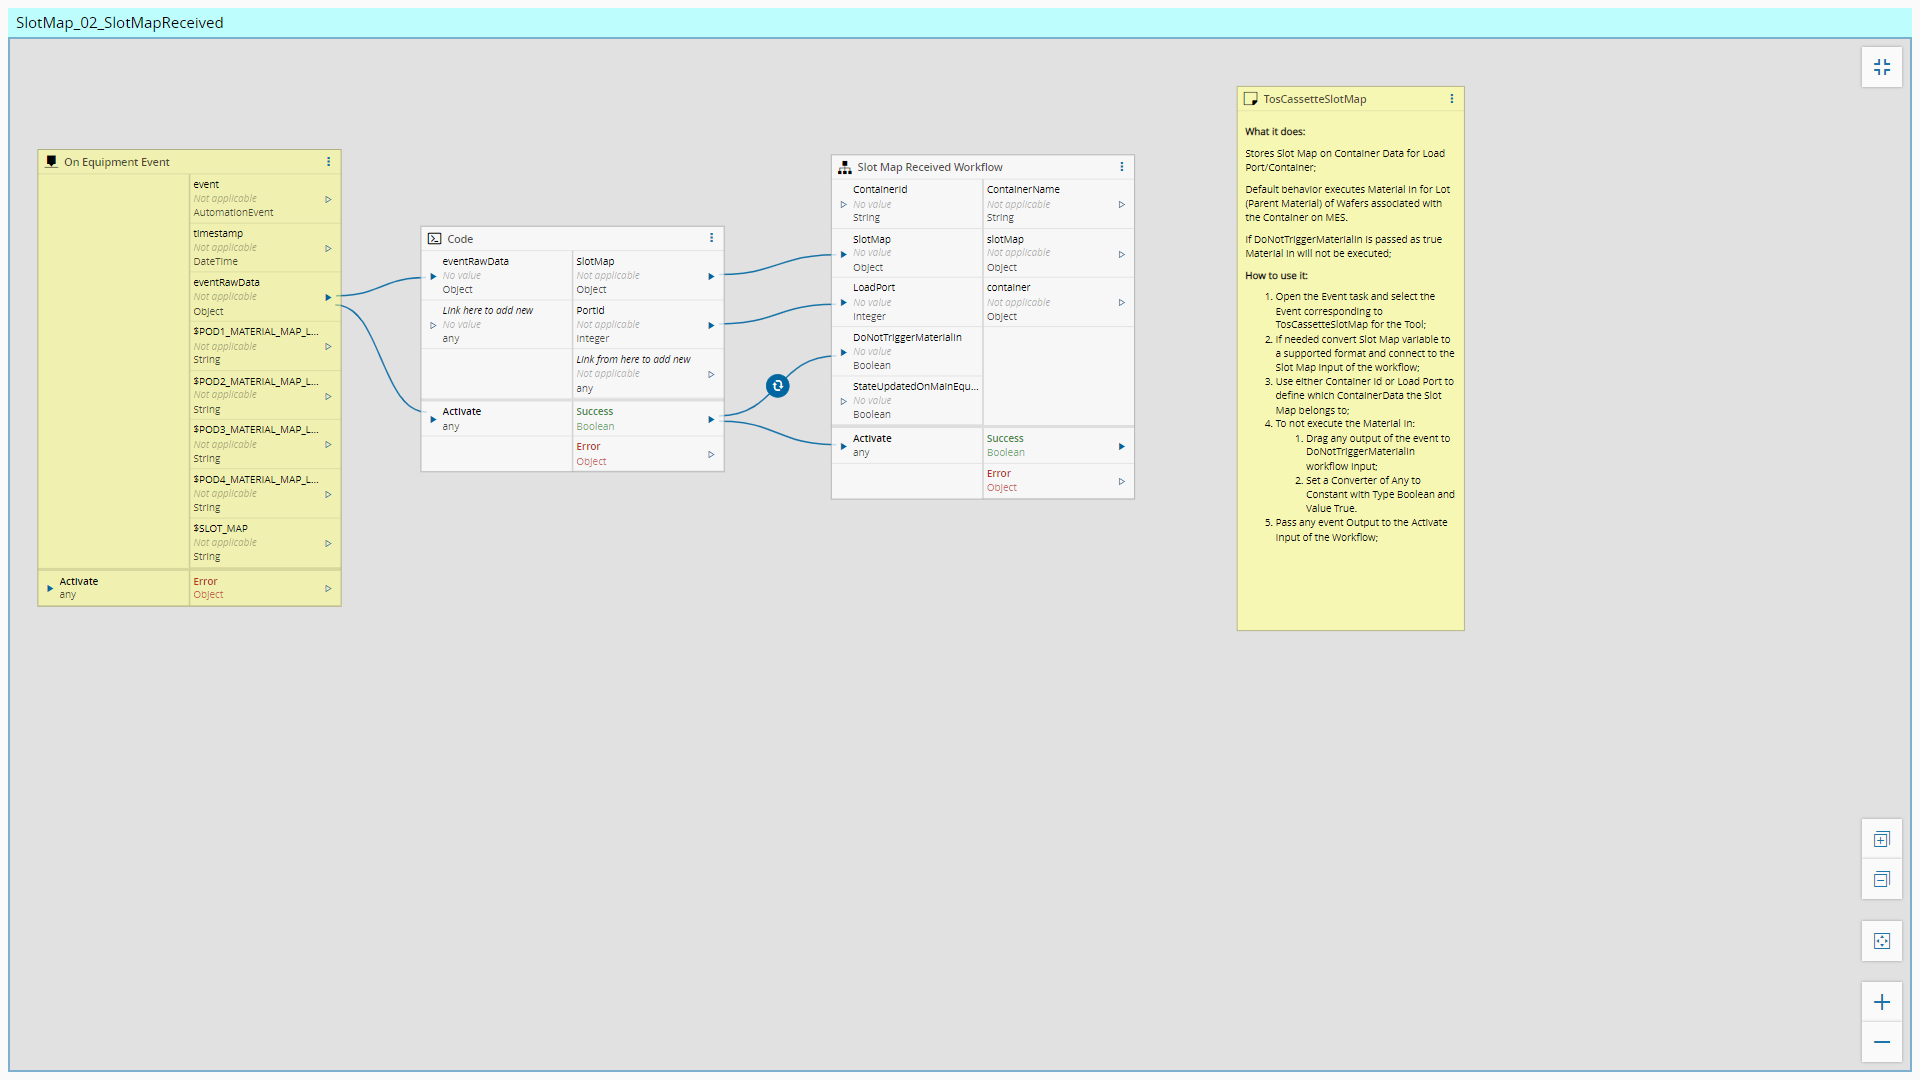 SlotMap_02_SlotMapReceived
On Equipment Event
event
Not applicable
AutomationEvent
timestamp
Not applicable
DateTime
eventRawData
Not applicable
Object
$POD1_MATERIAL_MAP_L...
Not applicable
String
$POD2_MATERIAL_MAP_L...
Not applicable
String
$POD3_MATERIAL_MAP_L...
Not applicable
String
$POD4_MATERIAL_MAP_L...
Not applicable
String
$SLOT_MAP
Not applicable
String
Activate
any
Error
Object
Code
eventRawData
No value
Object
Link here to add new
No value
any
SlotMap
Not applicable
Object
PortId
Not applicable
Integer
Link from here to add new
Not applicable
any
Activate
any
Success
Boolean
Error
Object
Slot Map Received Workflow
ContainerId
No value
String
SlotMap
No value
Object
LoadPort
No value
Integer
DoNotTriggerMaterialIn
No value
Boolean
StateUpdatedOnMainEqu...
No value
Boolean
ContainerName
Not applicable
String
slotMap
Not applicable
Object
container
Not applicable
Object
Activate
any
Success
Boolean
Error
Object
TosCassetteSlotMap
What it does:
Stores Slot Map on Container Data for Load
Port/Container;
Default behavior executes Material In for Lot
(Parent Material) of Wafers associated with
the Container on MES.
If DoNotTriggerMaterialIn is passed as true
Material In will not be executed;
How to use it:
1. Open the Event task and select the
Event corresponding to
TosCassetteSlotMap for the Tool;
2. If needed convert Slot Map variable to
a supported format and connect to the
Slot Map input of the workflow;
3. Use either Container Id or Load Port to
define which ContainerData the Slot
Map belongs to;
4. To not execute the Material In:
1. Drag any output of the event to
DoNotTriggerMaterialIn
workflow input;
2. Set a Converter of Any to
Constant with Type Boolean and
Value True.
5. Pass any event Output to the Activate
Input of the Workflow;